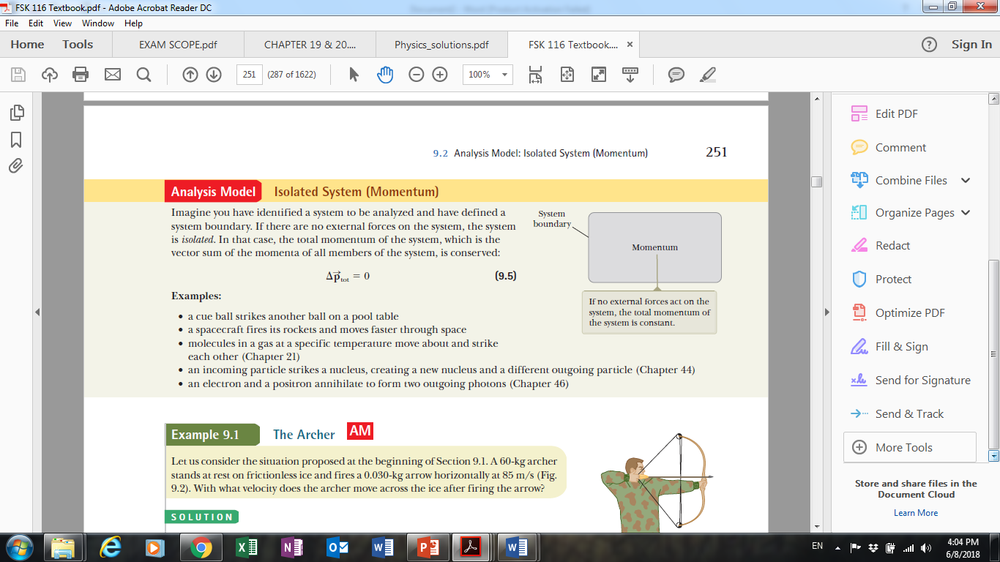 FSK 116 Textbook.pdf - Adobe Acrobat Reader DC
File Edit View Window Help
Home Tools EXAM SCOPE.pdf CHAPTER 19 & 20.... Physics_solutions.pdf FSK 116 Textbook.... × Sign In
251 (287 of 1622) 100%
9.2 Analysis Model: Isolated System (Momentum) 251
Analysis Model Isolated System (Momentum)
Imagine you have identified a system to be analyzed and have defined a
system boundary. If there are no external forces on the system, the system
is isolated. In that case, the total momentum of the system, which is the
vector sum of the momenta of all members of the system, is conserved:
Δp⃗tot = 0 (9.5)
Examples:
• a cue ball strikes another ball on a pool table
• a spacecraft fires its rockets and moves faster through space
• molecules in a gas at a specific temperature move about and strike
each other (Chapter 21)
• an incoming particle strikes a nucleus, creating a new nucleus and a different outgoing particle (Chapter 44)
• an electron and a positron annihilate to form two outgoing photons (Chapter 46)
System
boundary
Momentum
If no external forces act on the
system, the total momentum of
the system is constant.
Example 9.1 The Archer AM
Let us consider the situation proposed at the beginning of Section 9.1. A 60-kg archer
stands at rest on frictionless ice and fires a 0.030-kg arrow horizontally at 85 m/s (Fig.
9.2). With what velocity does the archer move across the ice after firing the arrow?
SOLUTION
Edit PDF
Comment
Combine Files
Organize Pages
Redact
Protect
Optimize PDF
Fill & Sign
Send for Signature
Send & Track
More Tools
Store and share files in the
Document Cloud
Learn More
EN 4:04 PM
6/8/2018